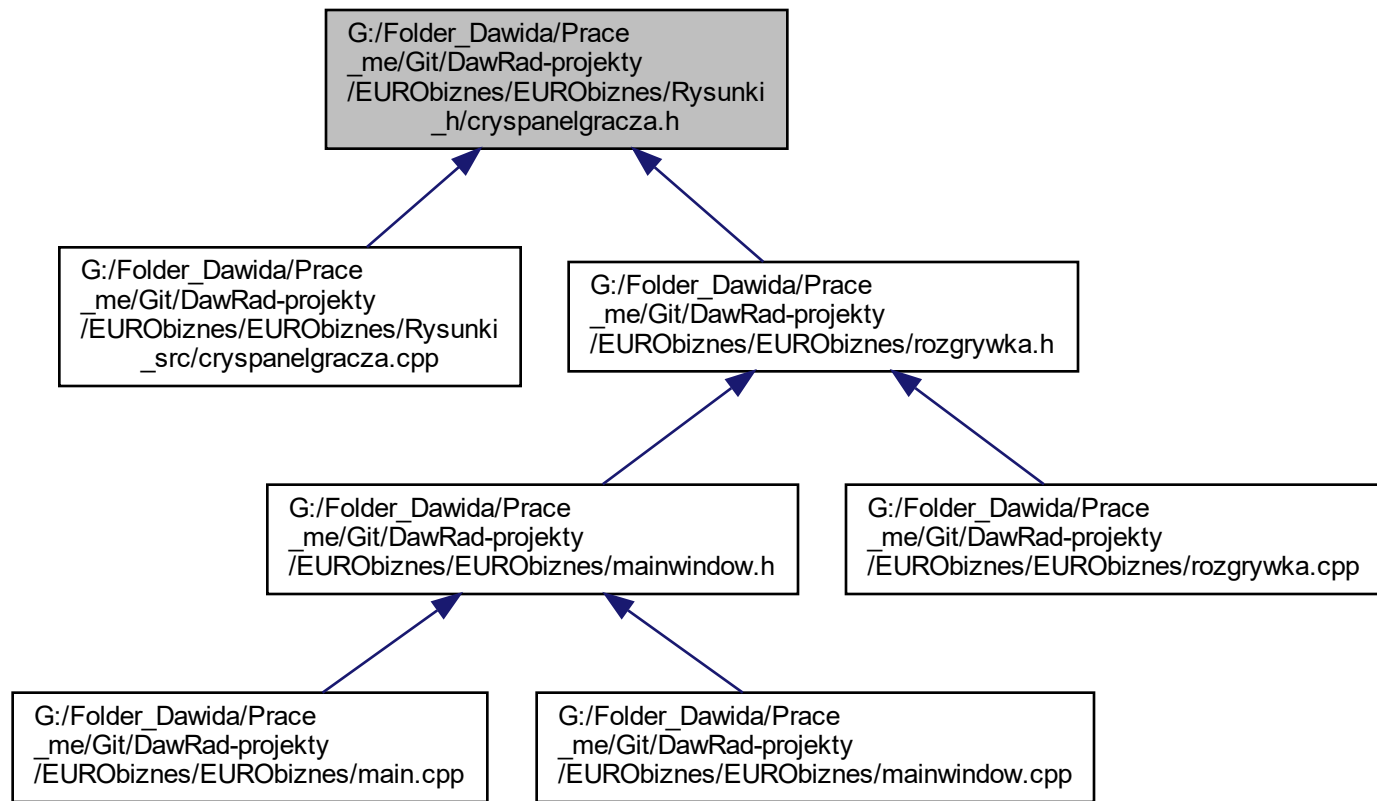 G:/Folder_Dawida/Prace
_me/Git/DawRad-projekty
/EURObiznes/EURObiznes/Rysunki
_h/cryspanelgracza.h
G:/Folder_Dawida/Prace
_me/Git/DawRad-projekty
/EURObiznes/EURObiznes/Rysunki
_src/cryspanelgracza.cpp
G:/Folder_Dawida/Prace
_me/Git/DawRad-projekty
/EURObiznes/EURObiznes/rozgrywka.h
G:/Folder_Dawida/Prace
_me/Git/DawRad-projekty
/EURObiznes/EURObiznes/mainwindow.h
G:/Folder_Dawida/Prace
_me/Git/DawRad-projekty
/EURObiznes/EURObiznes/rozgrywka.cpp
G:/Folder_Dawida/Prace
_me/Git/DawRad-projekty
/EURObiznes/EURObiznes/main.cpp
G:/Folder_Dawida/Prace
_me/Git/DawRad-projekty
/EURObiznes/EURObiznes/mainwindow.cpp